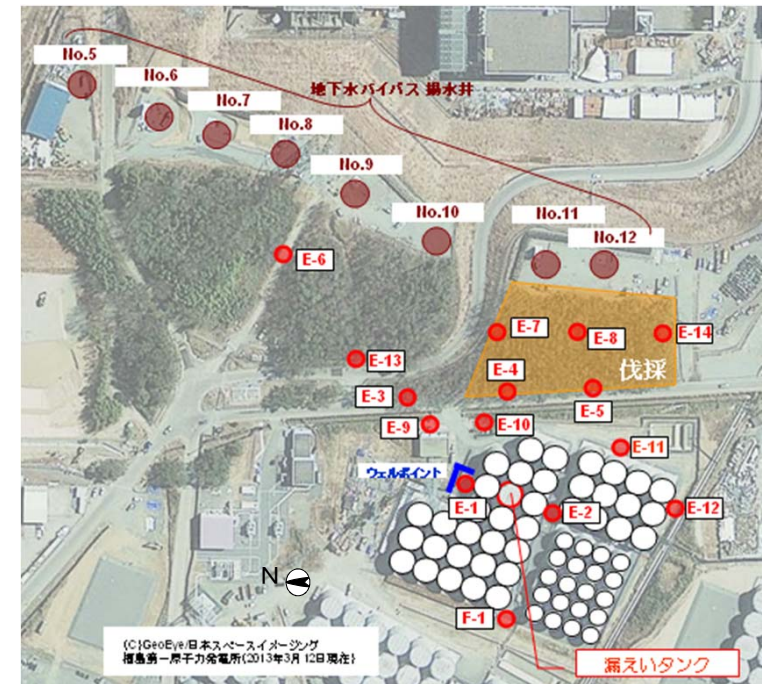 No.5
No.6
No.7
地下水バイパス 揚水井
No.8
No.9
No.10
No.11
No.12
E-6
E-7
E-8
E-14
E-13
伐採
E-4
E-3
E-5
E-9
E-10
E-11
ウェルポイント
E-1
E-2
E-12
N
F-1
(C)GeoEye/日本スペースイメージング
福島第一原子力発電所(2013年3月12日現在)
漏えいタンク